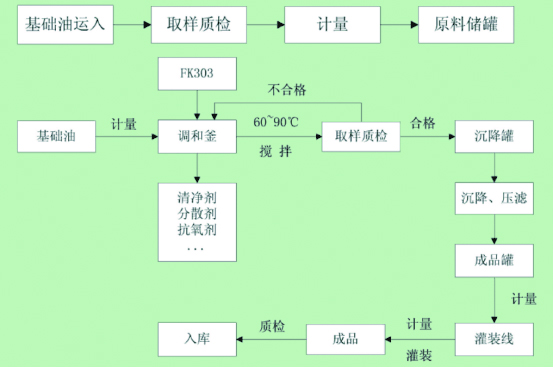 基础油运入
取样质检
计量
原料储罐
FK303
不合格
基础油
计量
调和釜
60~90℃
搅 拌
取样质检
合格
沉降罐
清净剂
分散剂
抗氧剂
...
沉降、压滤
成品罐
计量
入库
质检
成品
计量
灌装
灌装线